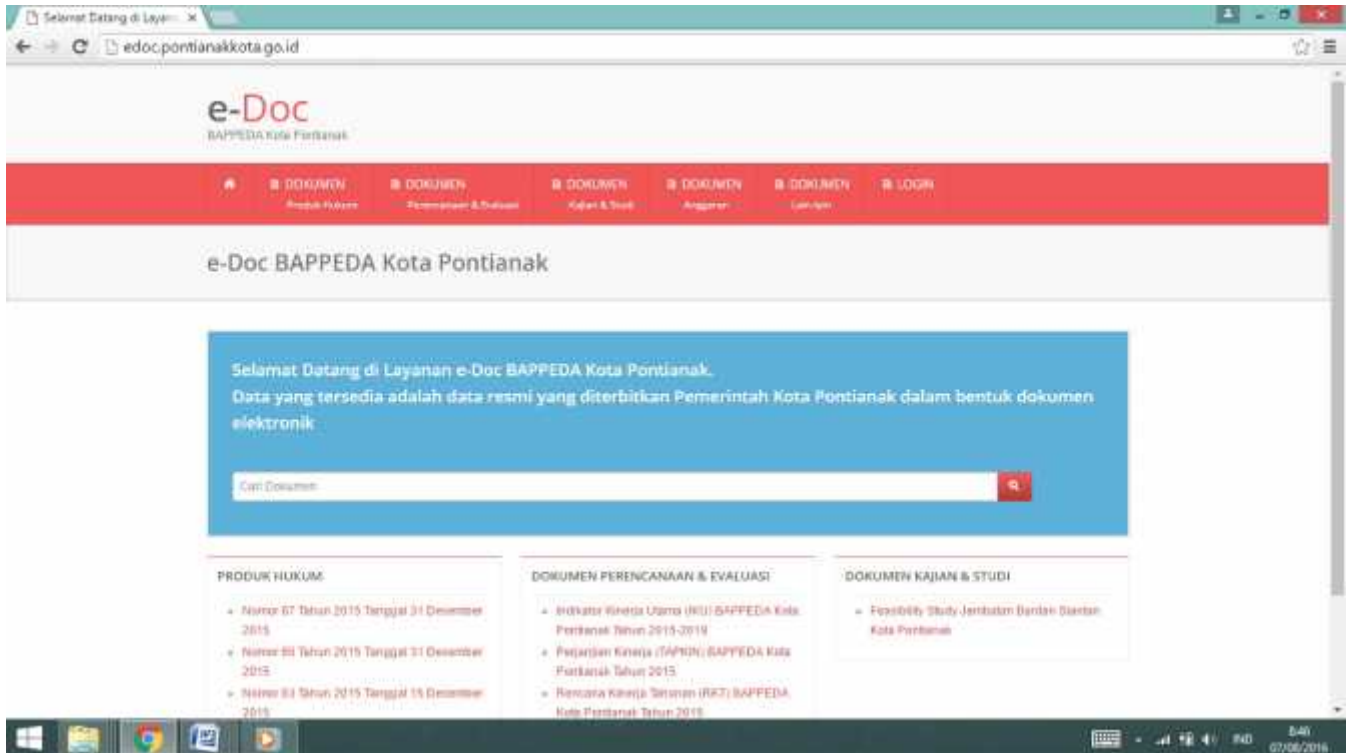 Selamat Datang di Layan
edoc.pontianakkota.go.id
e-Doc
BAPPEDA Kota Pontianak
DOKUMEN
Produk Hukum
DOKUMEN
Perencanaan & Evaluasi
DOKUMEN
Kajian & Studi
DOKUMEN
Anggaran
DOKUMEN
Lain-lain
LOGIN
e-Doc BAPPEDA Kota Pontianak
Selamat Datang di Layanan e-Doc BAPPEDA Kota Pontianak.
Data yang tersedia adalah data resmi yang diterbitkan Pemerintah Kota Pontianak dalam bentuk dokumen
elektronik
Cari Dokumen
PRODUK HUKUM
Nomor 67 Tahun 2015 Tanggal 31 Desember
2015
Nomor Tahun 2015 Tanggal 31 Desember
2015
Nomor Tahun 2015 Tanggal 15 Desember
2015
DOKUMEN PERENCANAAN & EVALUASI
Indikator Kinerja Utama (IKU) BAPPEDA Kota
Pontianak Tahun 2015-2019
Perjanjian Kinerja (TAPKIN) BAPPEDA Kota
Pontianak Tahun 2015
Rencana Kinerja Tahunan (RKT) BAPPEDA
Kota Pontianak Tahun
DOKUMEN KAJIAN & STUDI
Feasibility Study Jembatan
Kota Pontianak
IND
8:46
07/06/2016